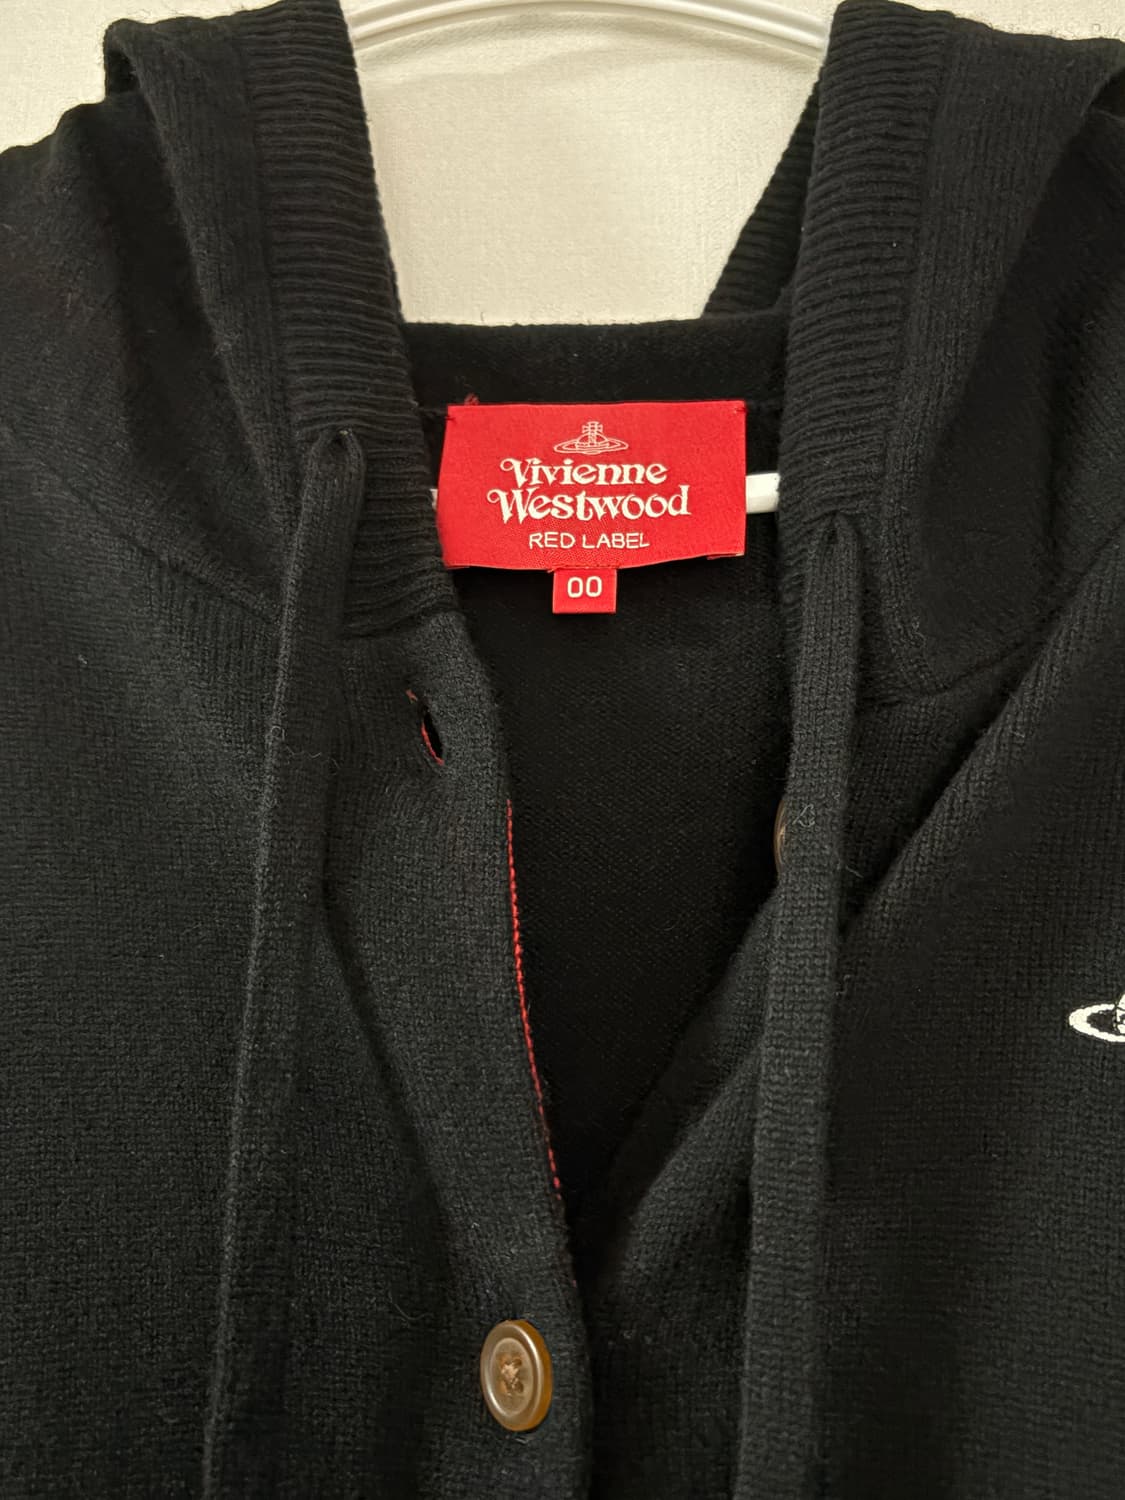 Vivienne
Westwood
RED LABEL
00